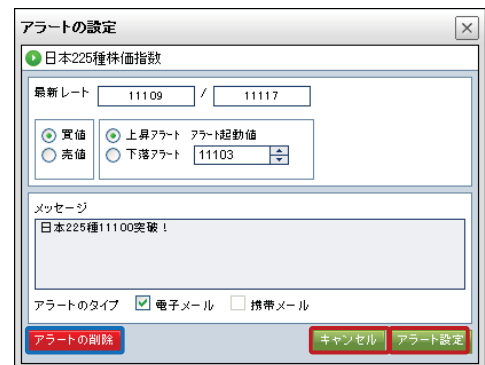 アラートの設定
日本225種株価指数
最新レート 11109 / 11117
買値 上昇アラート アラート起動値
売値 下落アラート 11103
メッセージ
日本225種11100突破！
アラートのタイプ 電子メール 携帯メール
アラートの削除 キャンセル アラート設定